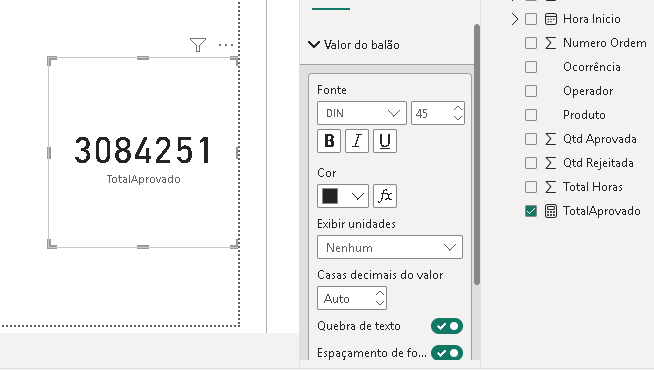 3084251
TotalAprovado
Valor do balão
Fonte
DIN
45
B I U
Cor
fx
Exibir unidades
Nenhum
Casas decimais do valor
Auto
Quebra de texto
Espaçamento de fo...
Hora Inicio
Numero Ordem
Ocorrência
Operador
Produto
Qtd Aprovada
Qtd Rejeitada
Total Horas
TotalAprovado